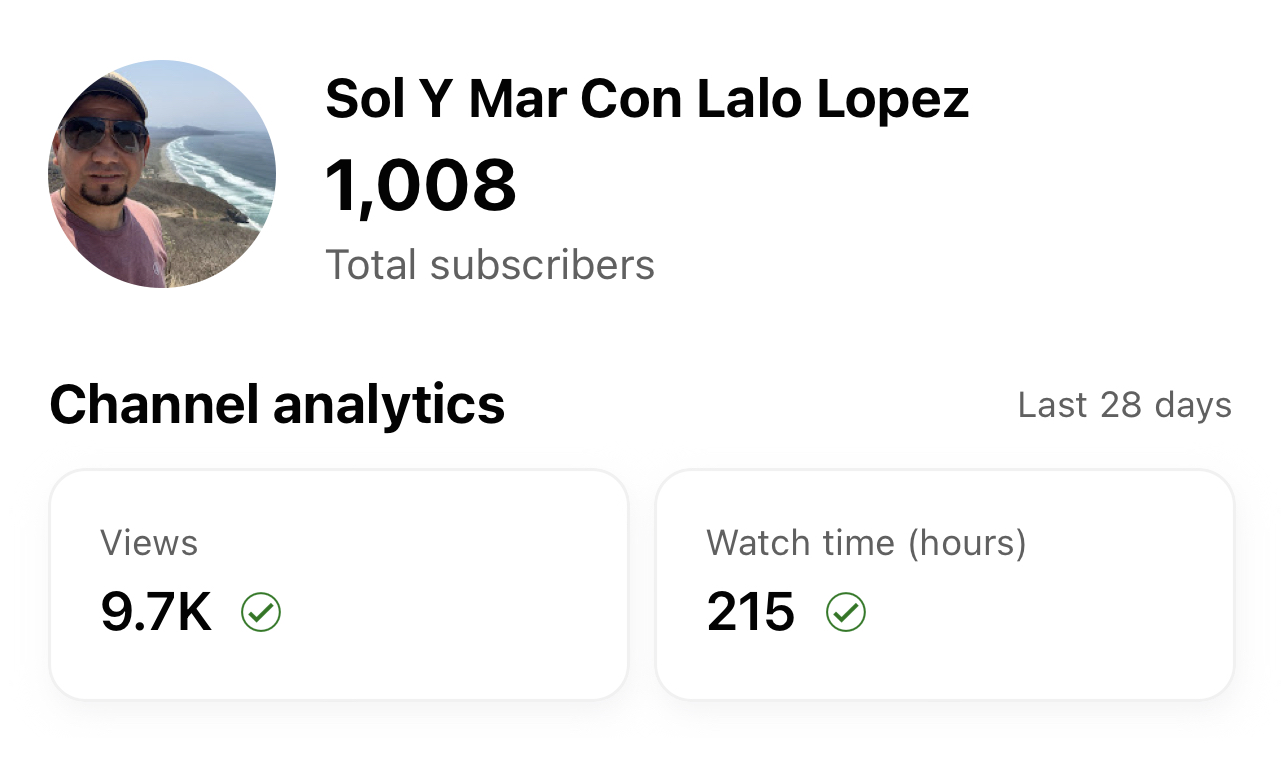 Sol Y Mar Con Lalo Lopez
1,008
Total subscribers
Channel analytics
Last 28 days
Views
9.7K
Watch time (hours)
215